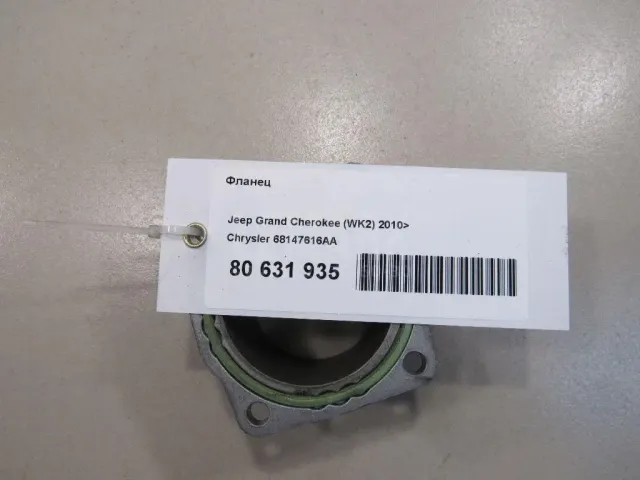 Фланец
Jeep Grand Cherokee (WK2) 2010>
Chrysler 68147616AA
80 631 935